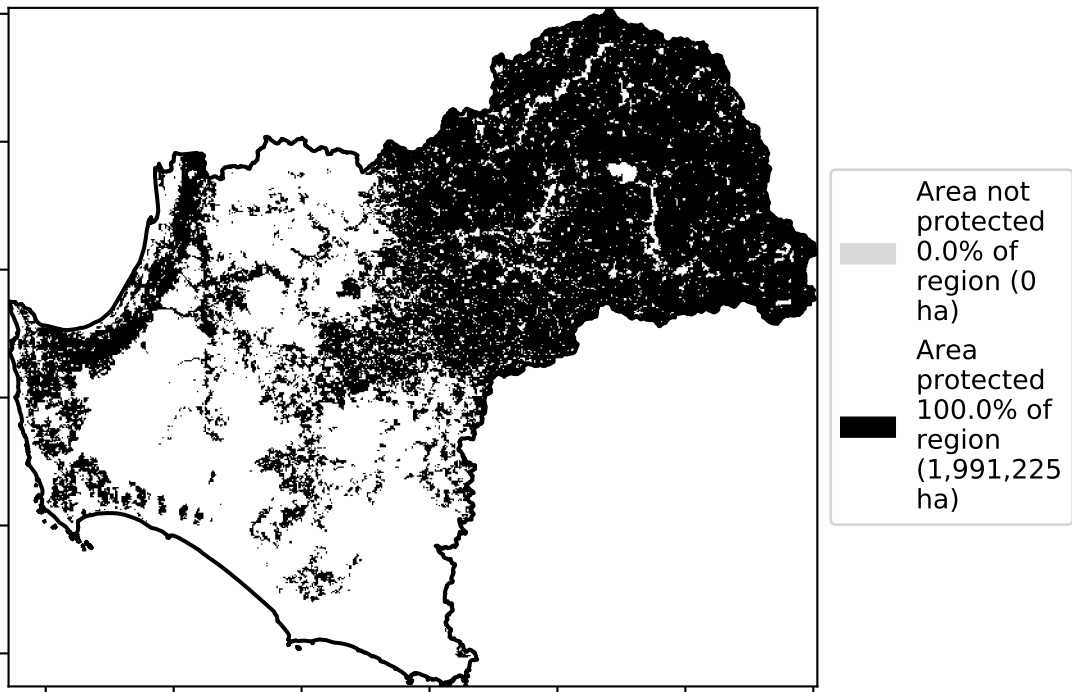 Area not
protected
0.0% of
region (0
ha)
Area
protected
100.0% of
region
(1,991,225
ha)